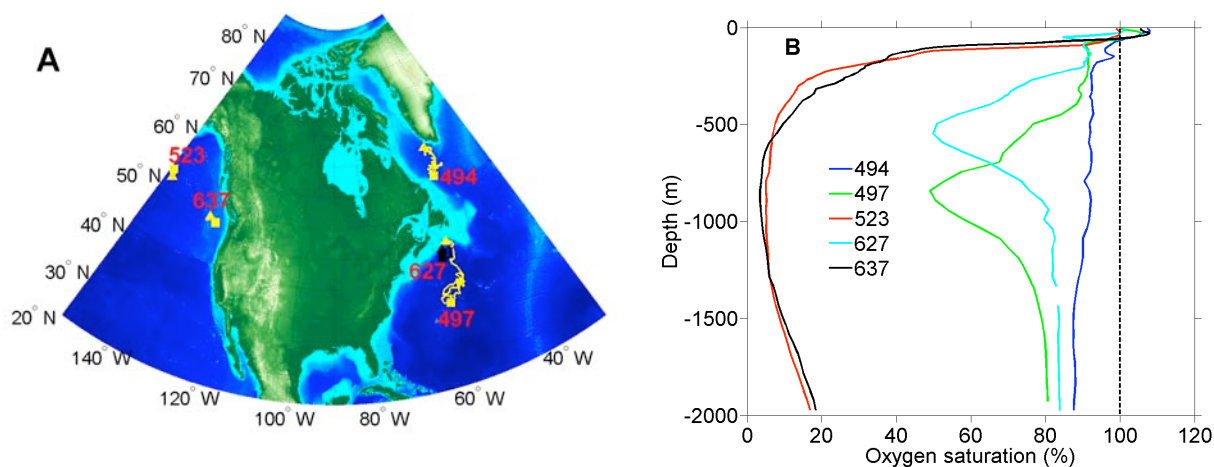 A
80° N
70° N
60° N
50° N
40° N
30° N
20° N
140° W
120° W
100° W
80° W
60° W
40° W
523
637
494
627
497
B
0
-500
-1000
-1500
-2000
Depth (m)
494
497
523
627
637
0 20 40 60 80 100 120
Oxygen saturation (%)